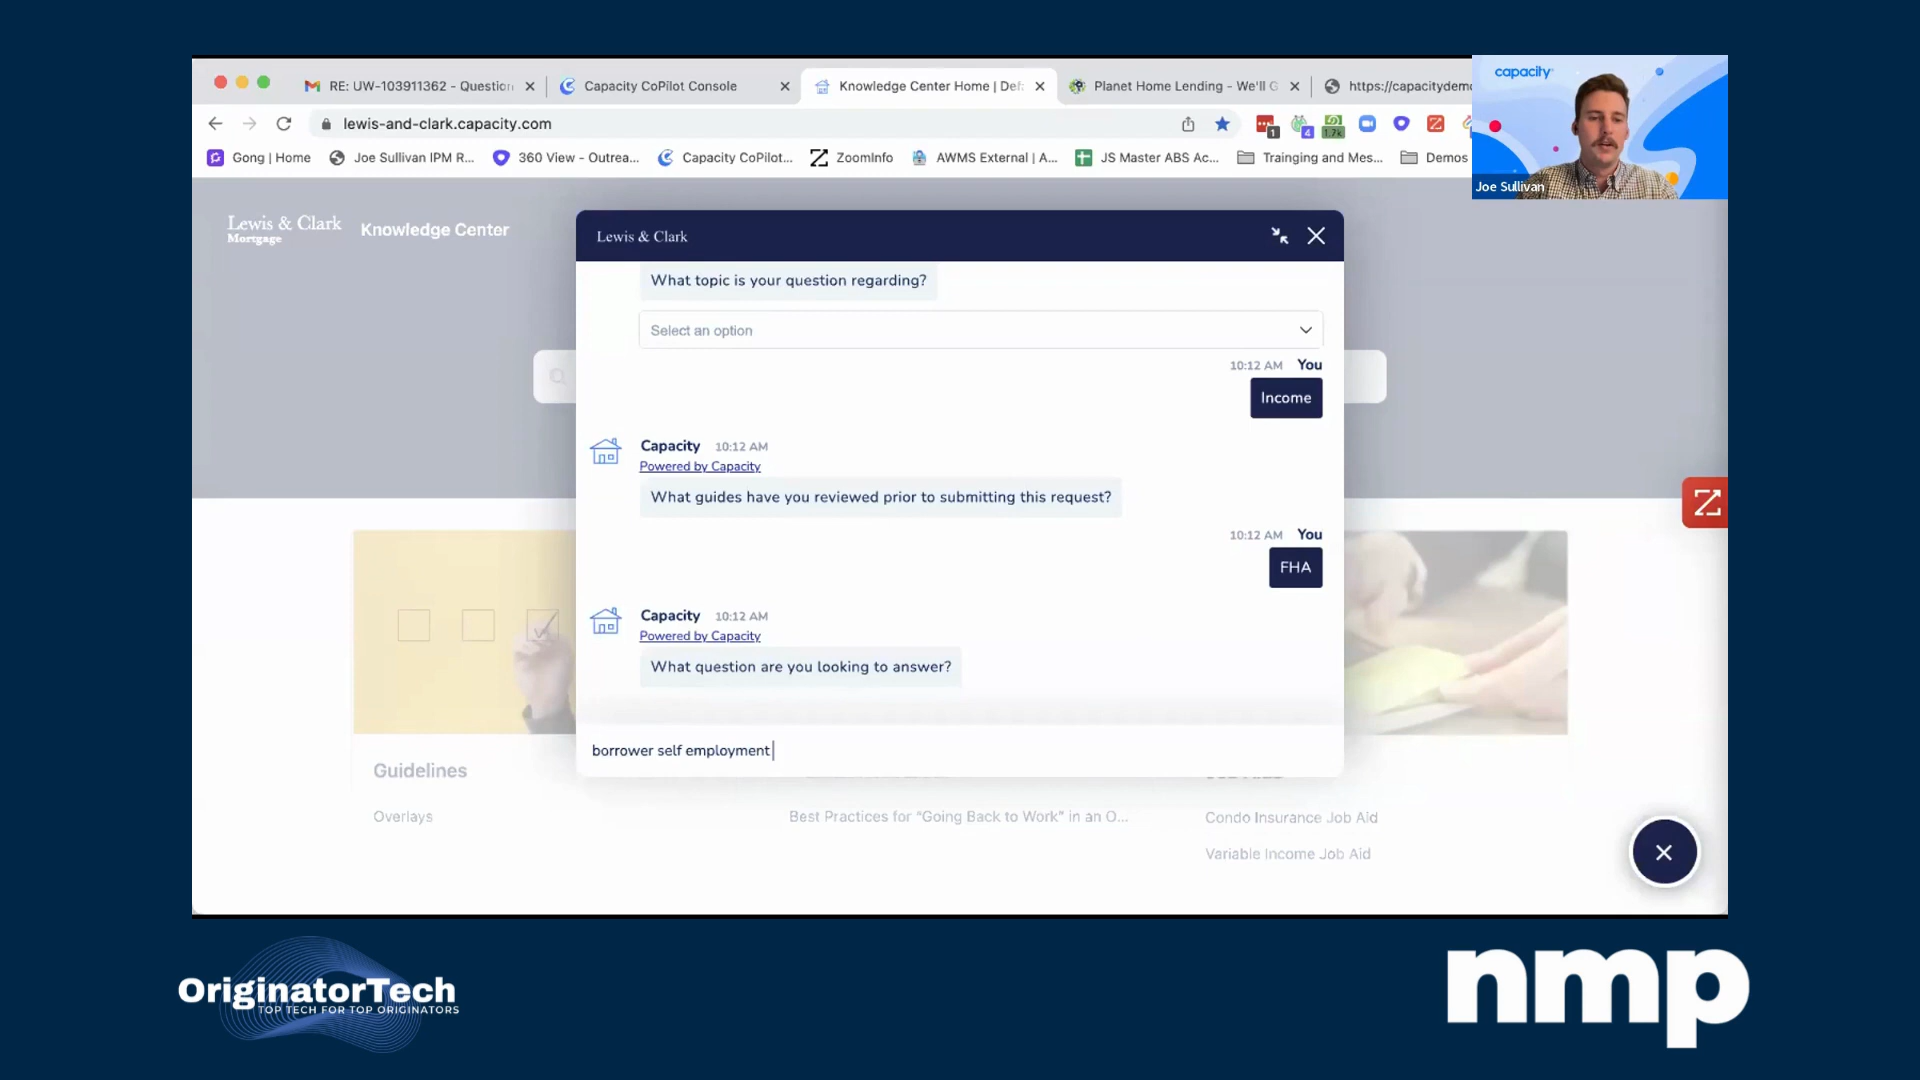 RE: UW-103911362 - Question
Capacity CoPilot Console
Knowledge Center Home | Def
Planet Home Lending - We'll G
https://capacitydemo
capacity
lewis-and-clark.capacity.com
1
4
1.7k
Gong | Home
Joe Sullivan IPM R...
360 View - Outrea...
Capacity CoPilot...
ZoomInfo
AWMS External | A...
JS Master ABS Ac...
Trainging and Mes...
Demos
Joe Sullivan
Lewis & Clark
Mortgage
Knowledge Center
Lewis & Clark
What topic is your question regarding?
Select an option
10:12 AM You
Income
Capacity 10:12 AM
Powered by Capacity
What guides have you reviewed prior to submitting this request?
10:12 AM You
FHA
Capacity 10:12 AM
Powered by Capacity
What question are you looking to answer?
borrower self employment
Guidelines
Overlays
Best Practices for "Going Back to Work" in an O...
Condo Insurance Job Aid
Variable Income Job Aid
OriginatorTech
TOP TECH FOR TOP ORIGINATORS
nmp